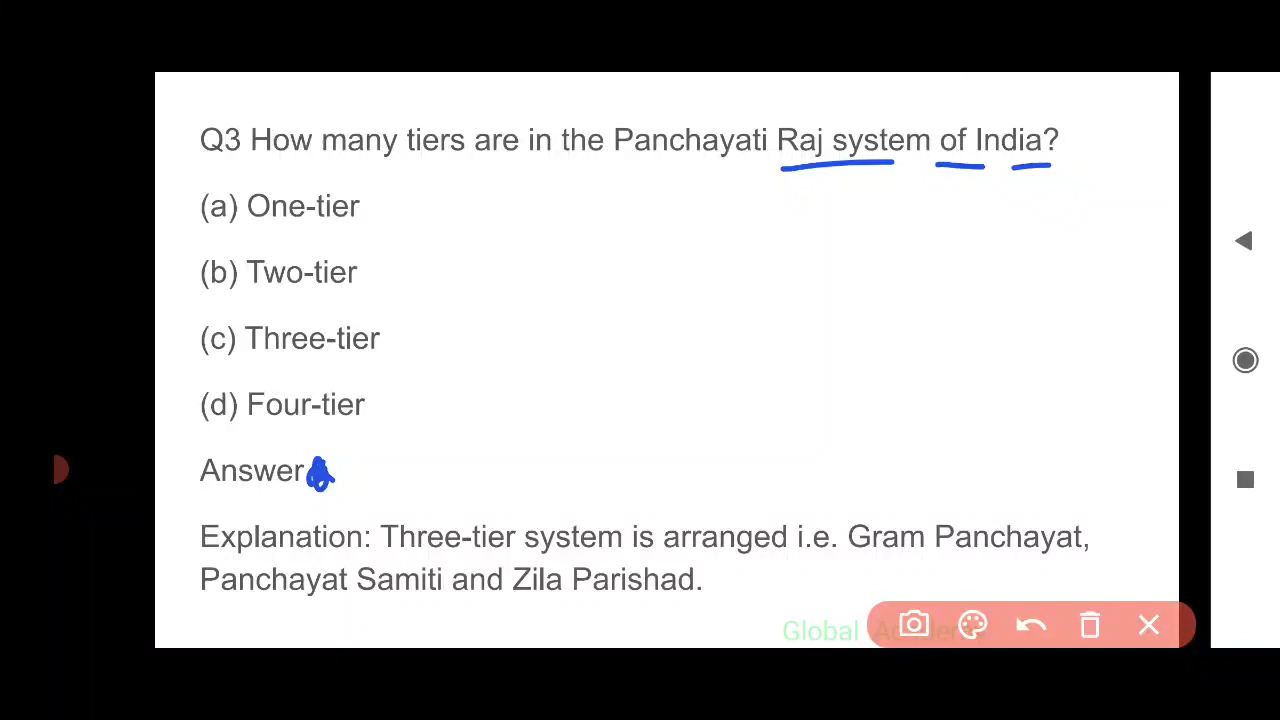 Q3 How many tiers are in the Panchayati Raj system of India?
(a) One-tier
(b) Two-tier
(c) Three-tier
(d) Four-tier
Answer
Explanation: Three-tier system is arranged i.e. Gram Panchayat,
Panchayat Samiti and Zila Parishad.
Global